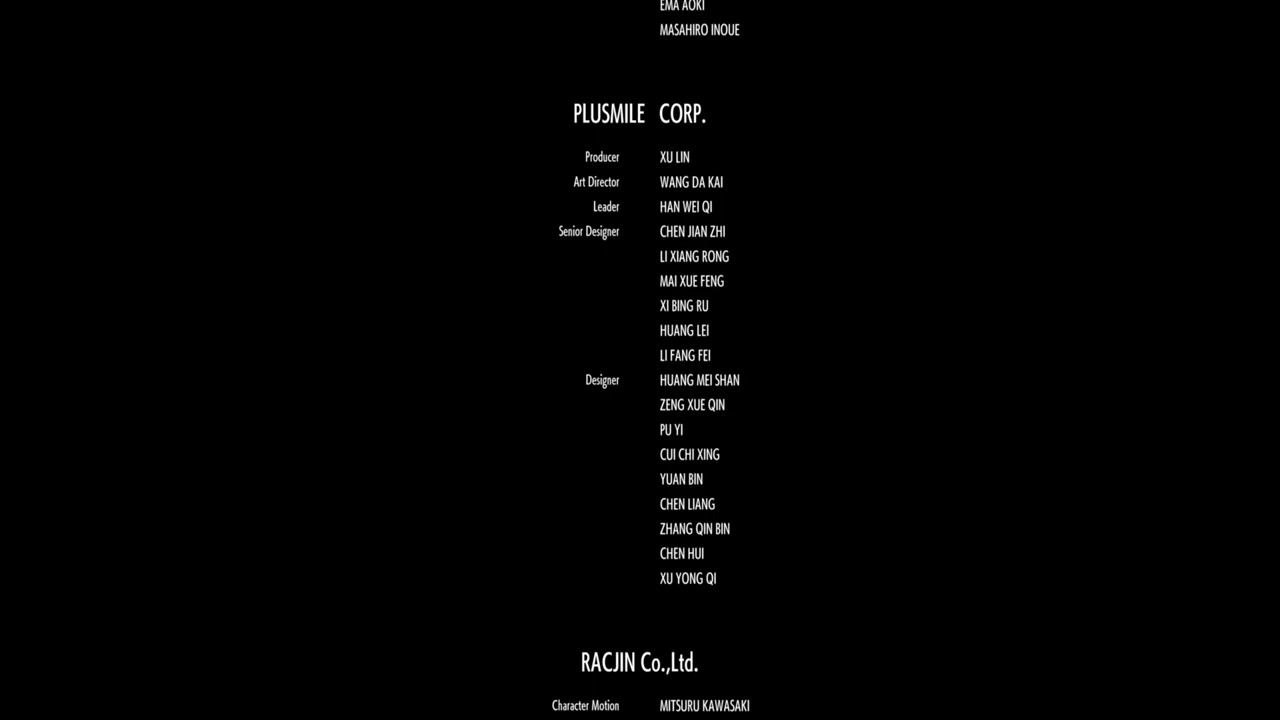 EMA AOKI
MASAHIRO INOUE
PLUSMILE CORP.
Producer XU LIN
Art Director WANG DA KAI
Leader HAN WEI QI
Senior Designer CHEN JIAN ZHI
LI XIANG RONG
MAI XUE FENG
XI BING RU
HUANG LEI
LI FANG FEI
Designer HUANG MEI SHAN
ZENG XUE QIN
PU YI
CUI CHI XING
YUAN BIN
CHEN LIANG
ZHANG QIN BIN
CHEN HUI
XU YONG QI
RACJIN Co.,Ltd.
Character Motion MITSURU KAWASAKI